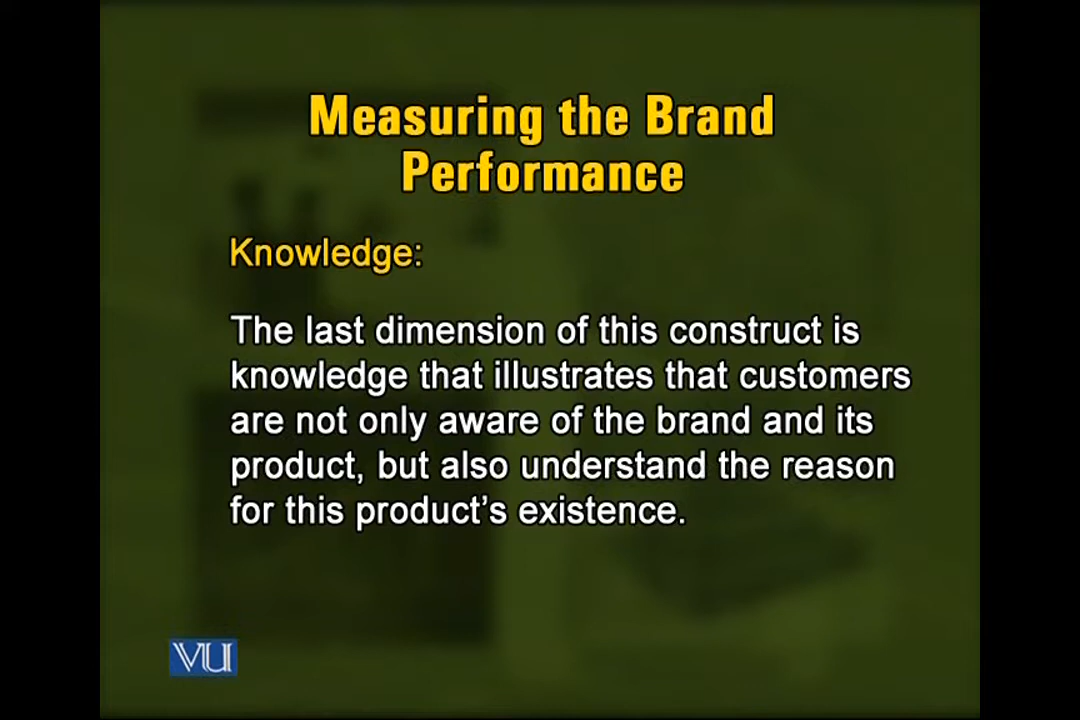 Measuring the Brand
Performance
Knowledge:
The last dimension of this construct is
knowledge that illustrates that customers
are not only aware of the brand and its
product, but also understand the reason
for this product’s existence.
VU